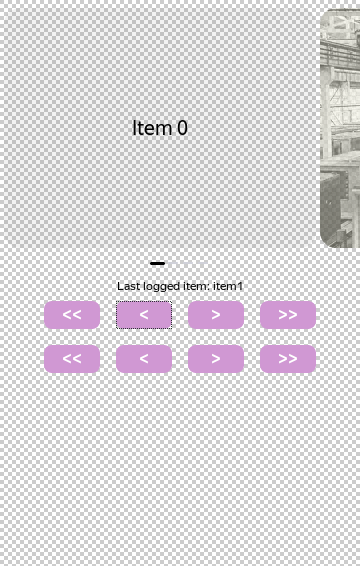 Item 0
Last logged item: item1
<< < > >>
<< < > >>